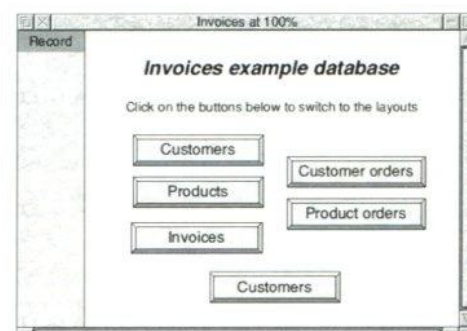 Invoices at 100%
Record
Invoices example database
Click on the buttons below to switch to the layouts
Customers
Customer orders
Products
Product orders
Invoices
Customers